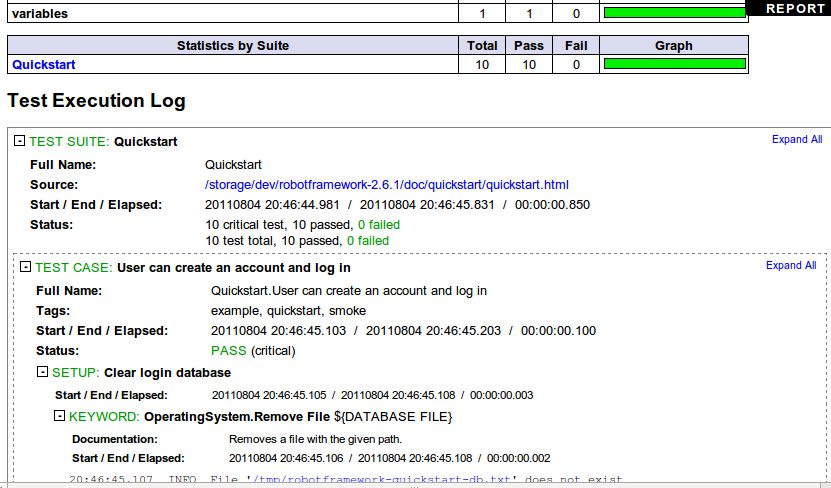 REPORT
variables 1 1 0
Statistics by Suite Total Pass Fail Graph
Quickstart 10 10 0
Test Execution Log
- TEST SUITE: Quickstart Expand All
Full Name: Quickstart
Source: /storage/dev/robotframework-2.6.1/doc/quickstart/quickstart.html
Start / End / Elapsed: 20110804 20:46:44.981 / 20110804 20:46:45.831 / 00:00:00.850
Status: 10 critical test, 10 passed, 0 failed
10 test total, 10 passed, 0 failed
- TEST CASE: User can create an account and log in Expand All
Full Name: Quickstart.User can create an account and log in
Tags: example, quickstart, smoke
Start / End / Elapsed: 20110804 20:46:45.103 / 20110804 20:46:45.203 / 00:00:00.100
Status: PASS (critical)
- SETUP: Clear login database
Start / End / Elapsed: 20110804 20:46:45.105 / 20110804 20:46:45.108 / 00:00:00.003
- KEYWORD: OperatingSystem.Remove File ${DATABASE FILE}
Documentation: Removes a file with the given path.
Start / End / Elapsed: 20110804 20:46:45.106 / 20110804 20:46:45.108 / 00:00:00.002
20:46:45.107 INFO File '/tmp/robotframework-quickstart-db.txt' does not exist